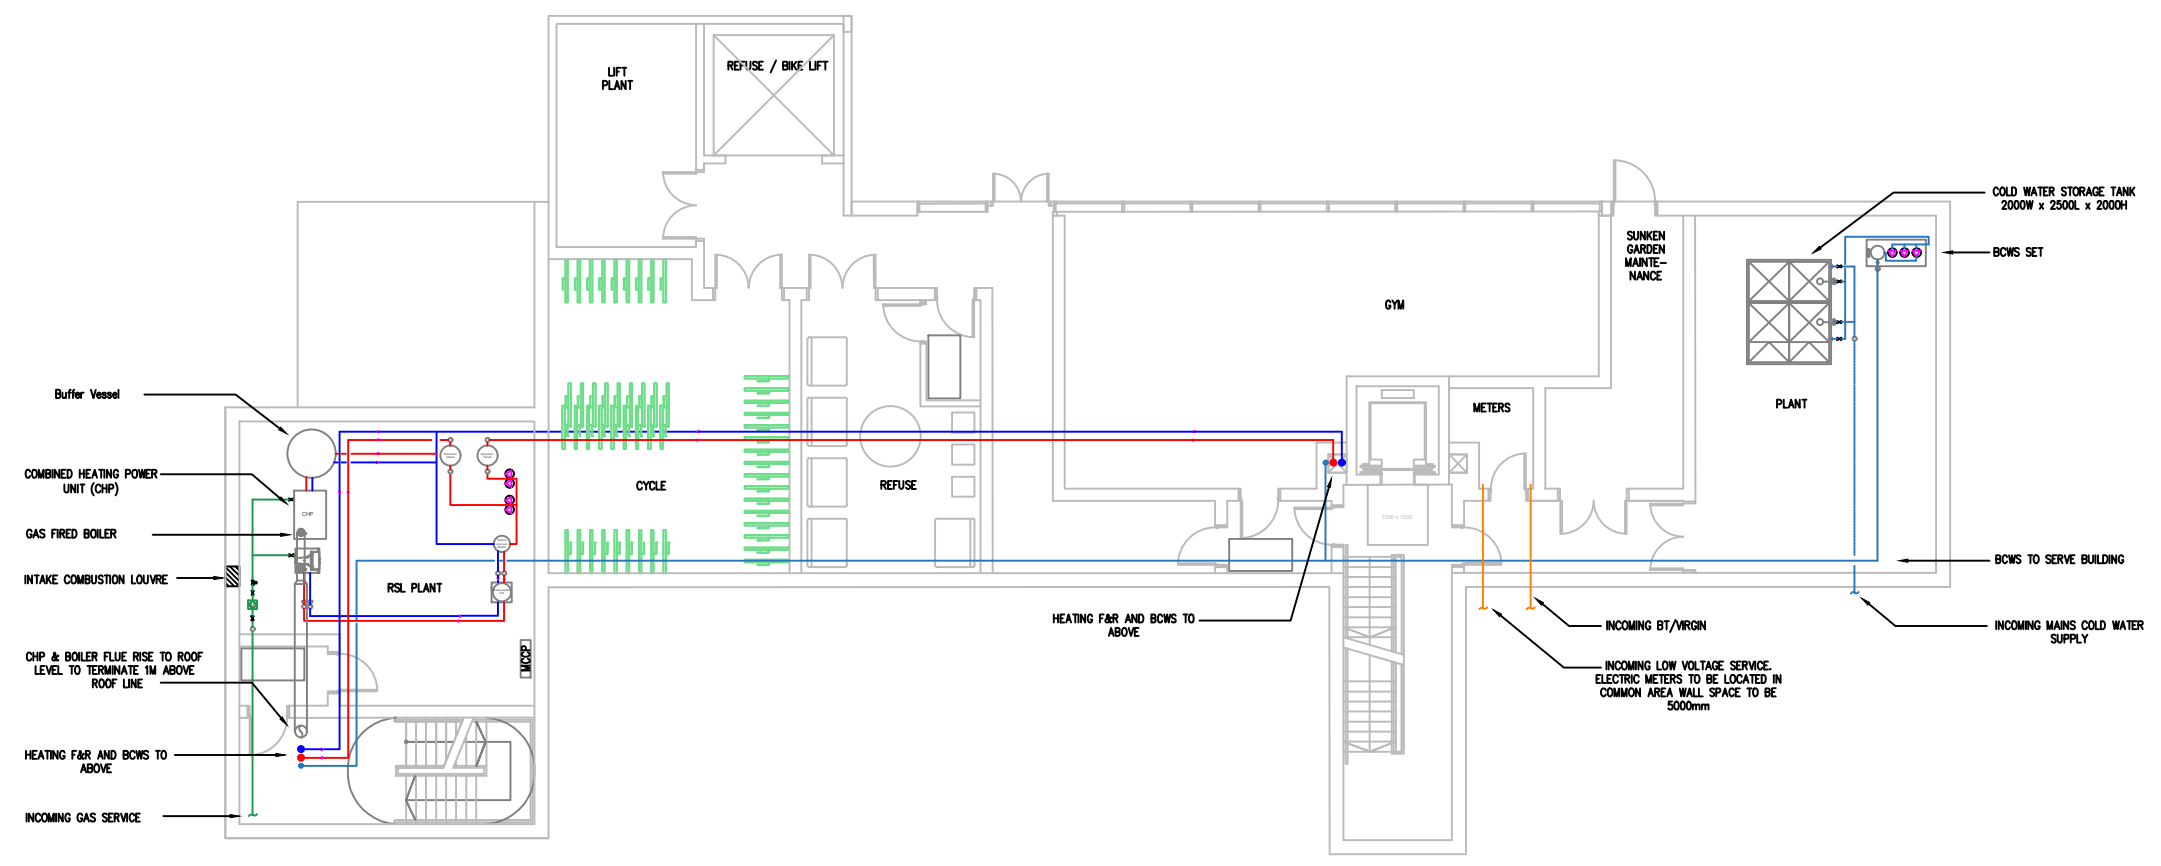 LIFT
PLANT
REFUSE / BIKE LIFT
COLD WATER STORAGE TANK
2000W x 2500L x 2000H
SUNKEN
GARDEN
MAINTE-
NANCE
BCWS SET
GYM
Buffer Vessel
METERS
PLANT
COMBINED HEATING POWER
UNIT (CHP)
CYCLE
REFUSE
CHP
1500 x 1500
GAS FIRED BOILER
BCWS TO SERVE BUILDING
INTAKE COMBUSTION LOUVRE
RSL PLANT
HEATING F&R AND BCWS TO
ABOVE
INCOMING BT/VIRGIN
INCOMING MAINS COLD WATER
SUPPLY
MCCP
CHP & BOILER FLUE RISE TO ROOF
LEVEL TO TERMINATE 1M ABOVE
ROOF LINE
INCOMING LOW VOLTAGE SERVICE.
ELECTRIC METERS TO BE LOCATED IN
COMMON AREA WALL SPACE TO BE
5000mm
HEATING F&R AND BCWS TO
ABOVE
INCOMING GAS SERVICE